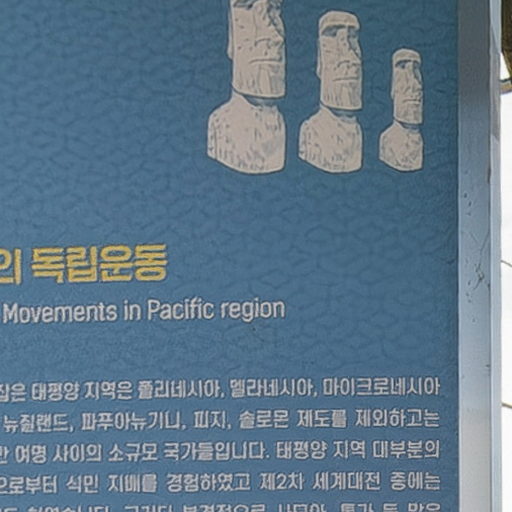 의 독립운동
Movements in Pacific region
잡은 태평양 지역은 폴리네시아, 멜라네시아, 마이크로네시아
뉴질랜드, 파푸아뉴기니, 피지, 솔로몬 제도를 제외하고는
만 여명 사이의 소규모 국가들입니다. 태평양 지역 대부분의
으로부터 식민 지배를 경험하였고 제2차 세계대전 중에는